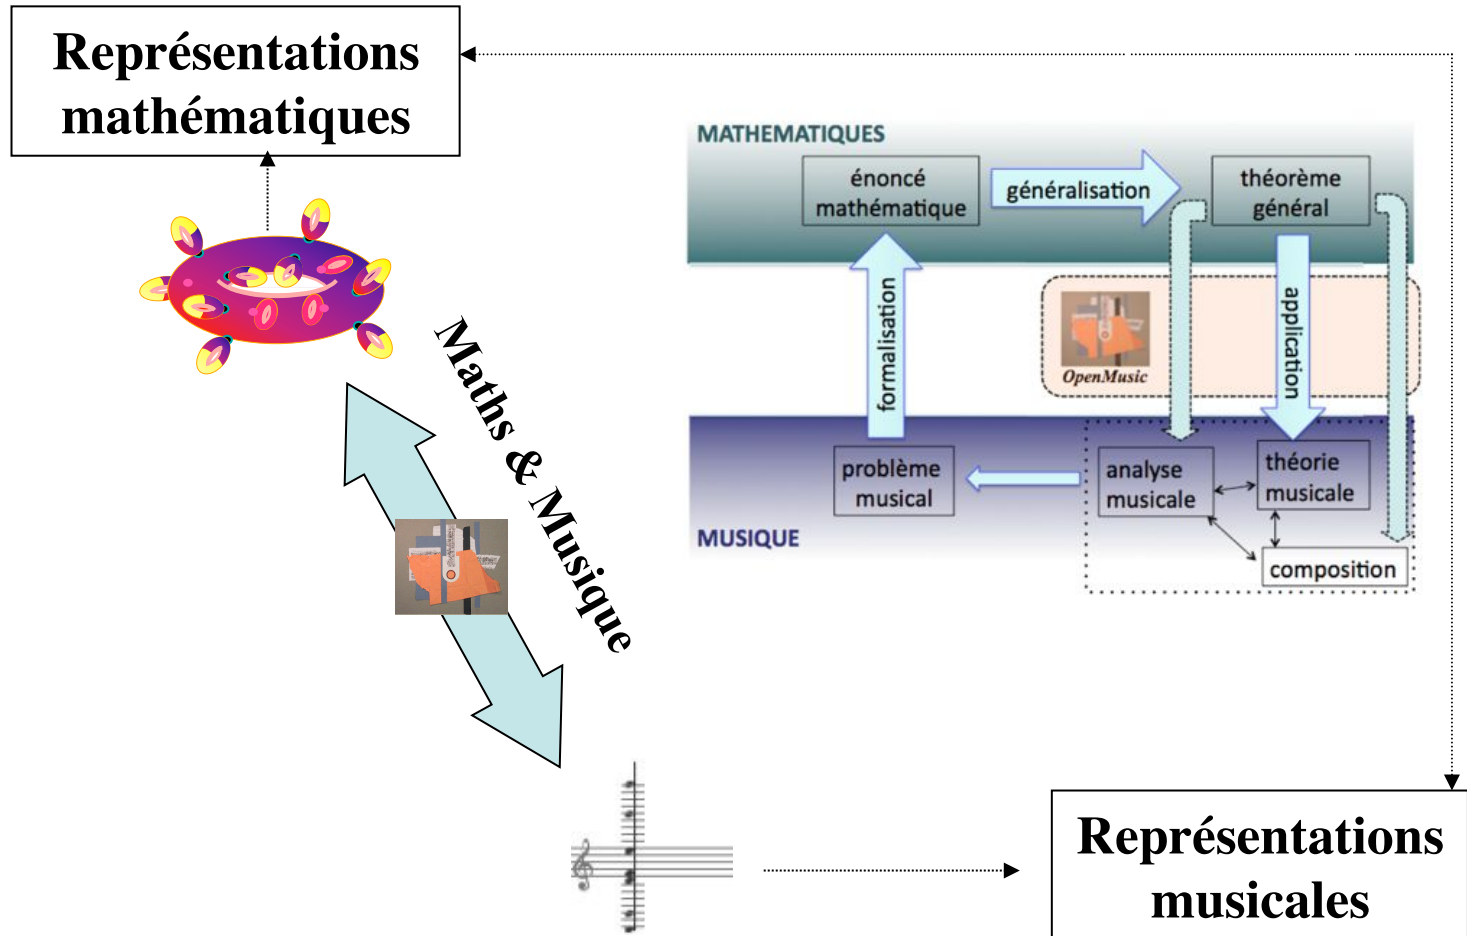 Représentations
mathématiques
MATHEMATIQUES
énoncé
mathématique
généralisation
théorème
général
formalisation
application
OpenMusic
Maths & Musique
problème
musical
analyse
musicale
théorie
musicale
MUSIQUE
composition
Représentations
musicales